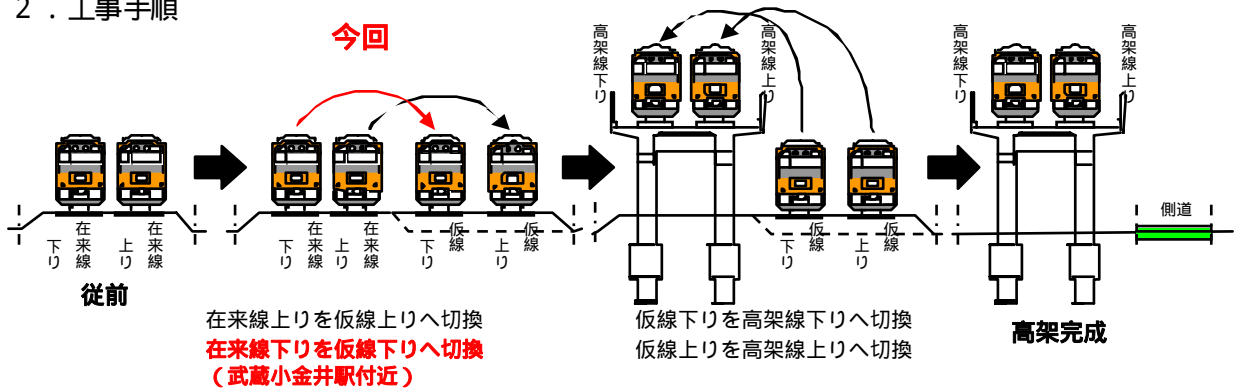 ２．工事手順
今回
高架線下り
高架線上り
高架線下り
高架線上り
在来線下り
在来線上り
在来線下り
在来線上り
仮線下り
仮線上り
仮線下り
仮線上り
側道
従前
在来線上りを仮線上りへ切換
在来線下りを仮線下りへ切換
（武蔵小金井駅付近）
仮線下りを高架線下りへ切換
仮線上りを高架線上りへ切換
高架完成